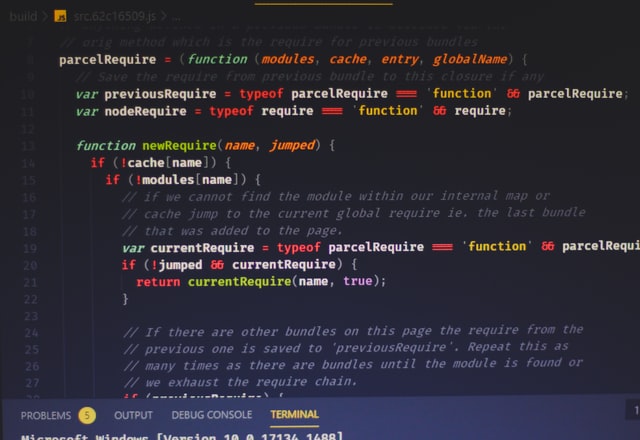 build > JS src.62c16509.js > ...
7 // orig method which is the require for previous bundles
8 parcelRequire = (function (modules, cache, entry, globalName) {
9 // Save the require from previous bundle to this closure if any
10 var previousRequire = typeof parcelRequire === 'function' && parcelRequire;
11 var nodeRequire = typeof require === 'function' && require;
12
13 function newRequire(name, jumped) {
14 if (!cache[name]) {
15 if (!modules[name]) {
16 // if we cannot find the module within our internal map or
17 // cache jump to the current global require ie. the last bundle
18 // that was added to the page.
19 var currentRequire = typeof parcelRequire === 'function' && parcelRequi
20 if (!jumped && currentRequire) {
21 return currentRequire(name, true);
22 }
23
24 // If there are other bundles on this page the require from the
25 // previous one is saved to 'previousRequire'. Repeat this as
26 // many times as there are bundles until the module is found or
27 // we exhaust the require chain.
28 if (previousRequire) {
PROBLEMS 5 OUTPUT DEBUG CONSOLE TERMINAL 1
Microsoft Windows [Version 10.0.17134.1488]